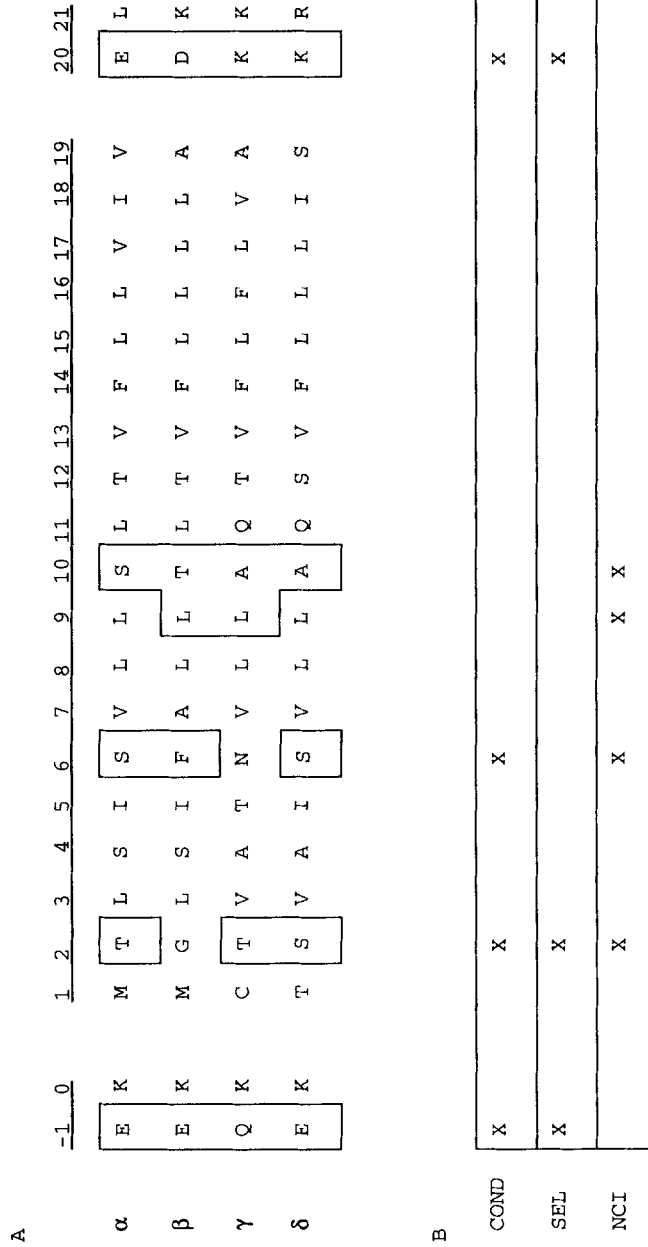 A
-1 0 1 2 3 4 5 6 7 8 9 10 11 12 13 14 15 16 17 18 19 20 21
α E K M T L S I S V L L S L T V F L L V I V E L
β E K M G L S I F A L L T L T V F L L L L A D K
γ Q K C T V A T N V L L A Q T V F L F L V A K K
δ E K T S V A I S V L L A Q S V F L L L I S K R
B
COND X X X X
SEL X X X
NCI X X X X